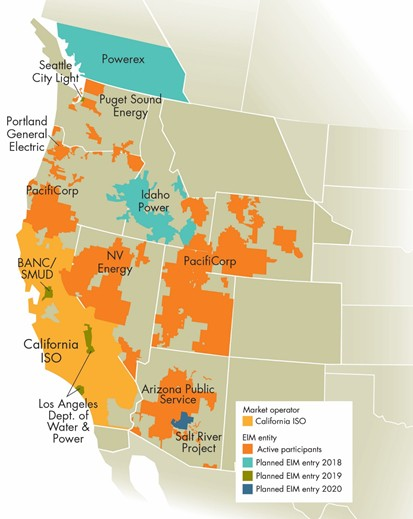 Powerex
Seattle
City Light
Puget Sound
Energy
Portland
General
Electric
PacifiCorp
Idaho
Power
BANC/
SMUD
NV
Energy
PacifiCorp
California
ISO
Los Angeles
Dept. of
Water &
Power
Arizona Public
Service
Salt River
Project
Market operator
California ISO
EIM entity
Active participants
Planned EIM entry 2018
Planned EIM entry 2019
Planned EIM entry 2020